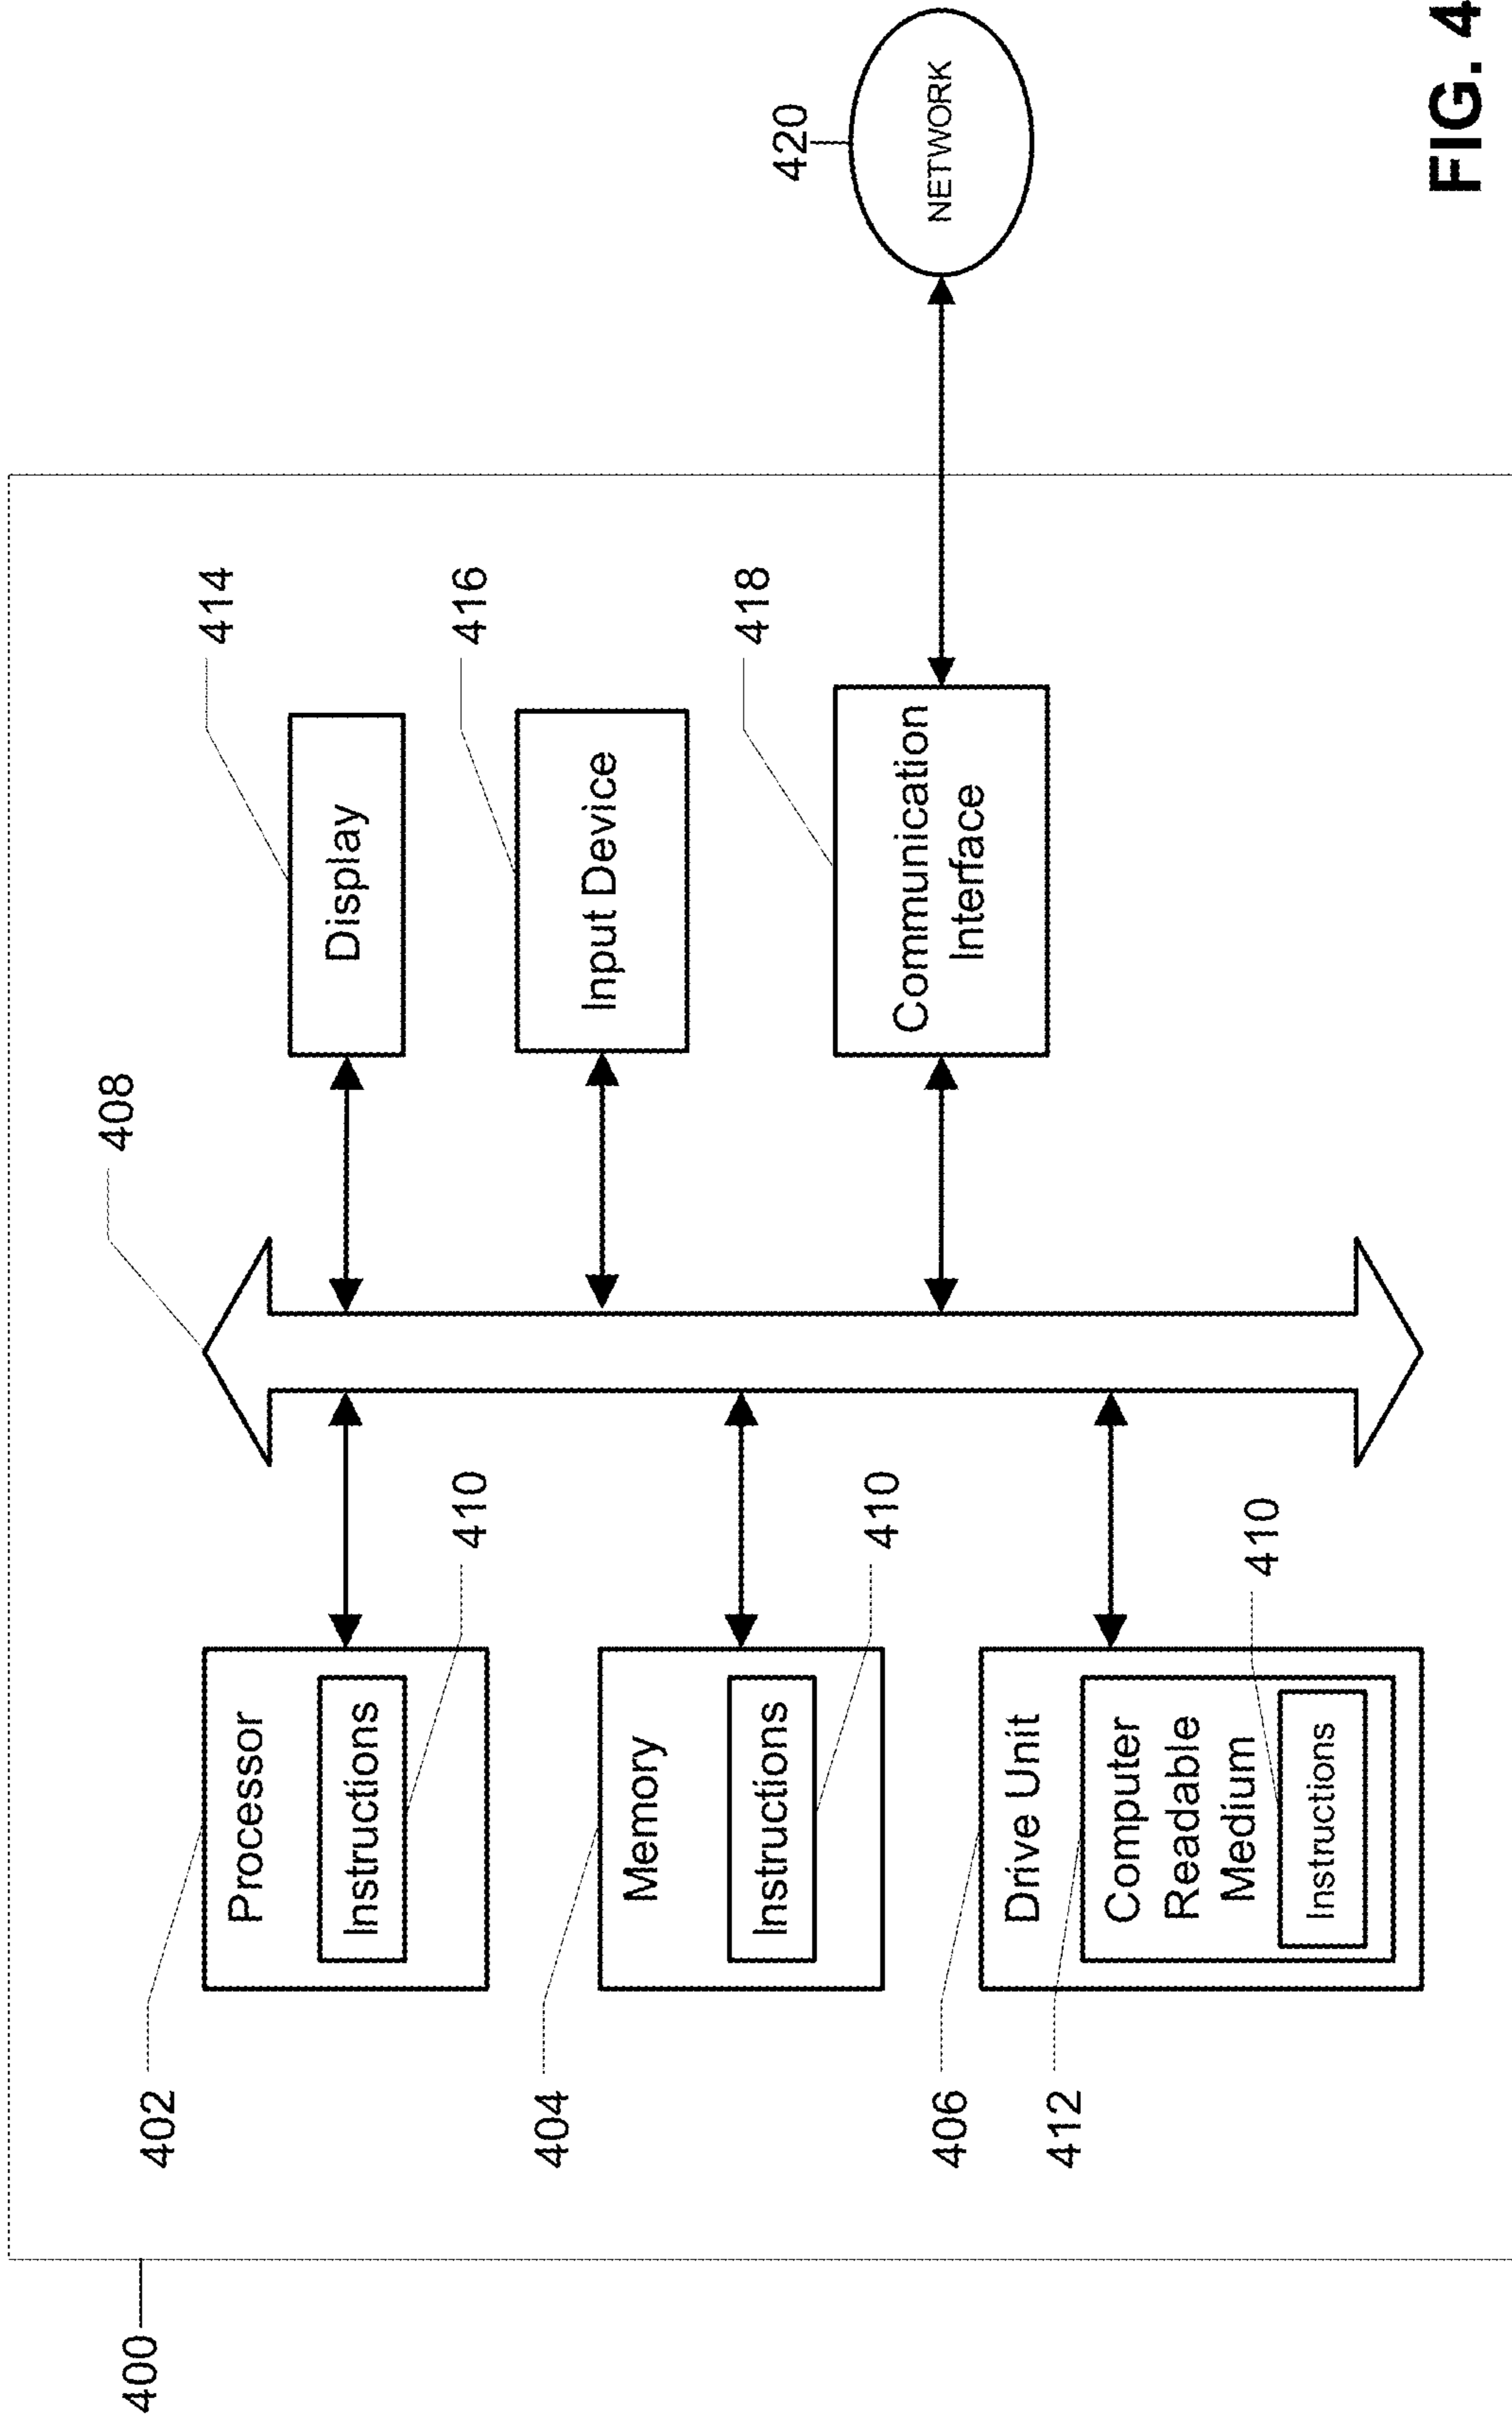 400
402
Processor
Instructions
410
404
Memory
Instructions
410
406
412
Drive Unit
Computer
Readable
Medium
Instructions
410
408
414
Display
416
Input Device
418
Communication
Interface
420
NETWORK
FIG. 4